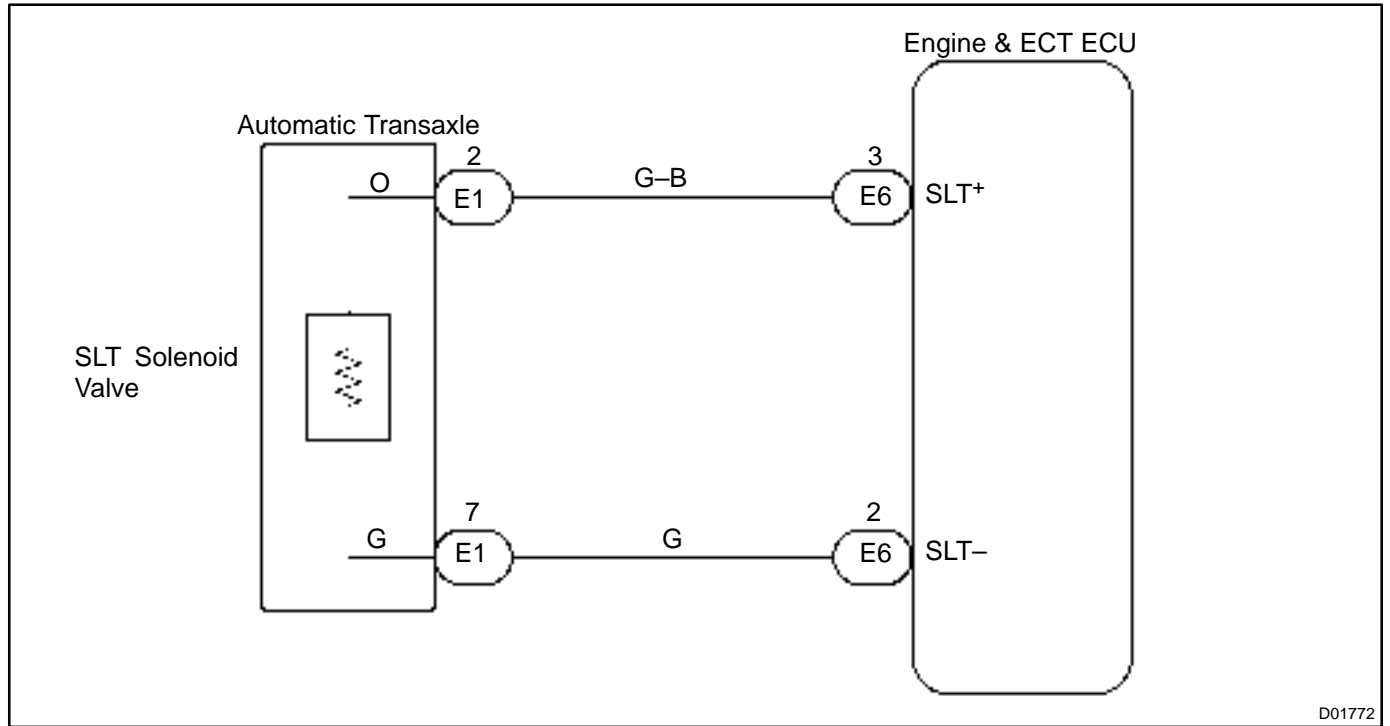 Engine & ECT ECU
Automatic Transaxle
2
3
O
G–B
E1
E6
SLT+
SLT Solenoid
Valve
7
2
G
G
E1
E6
SLT–
D01772